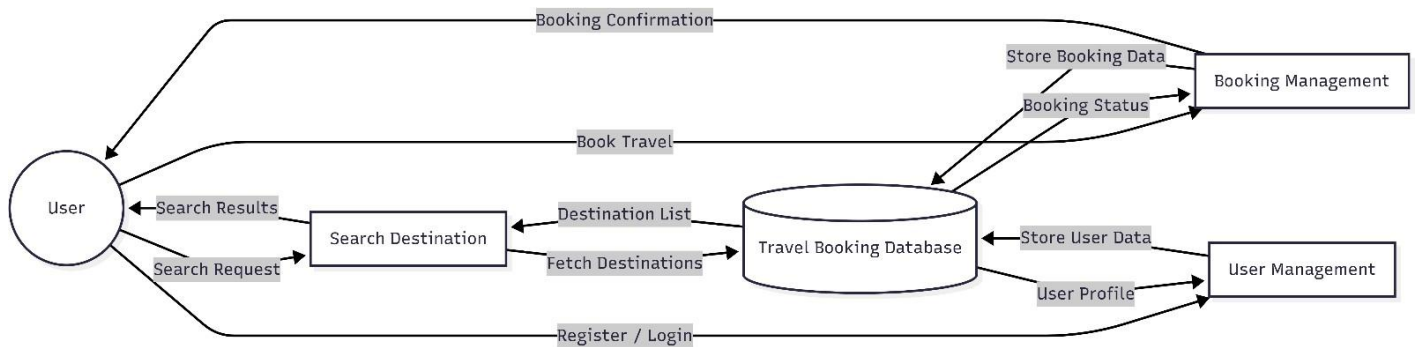 Booking Confirmation
Store Booking Data
Booking Management
Booking Status
Book Travel
User
Search Results
Destination List
Search Destination
Travel Booking Database
Store User Data
Search Request
Fetch Destinations
User Management
User Profile
Register / Login